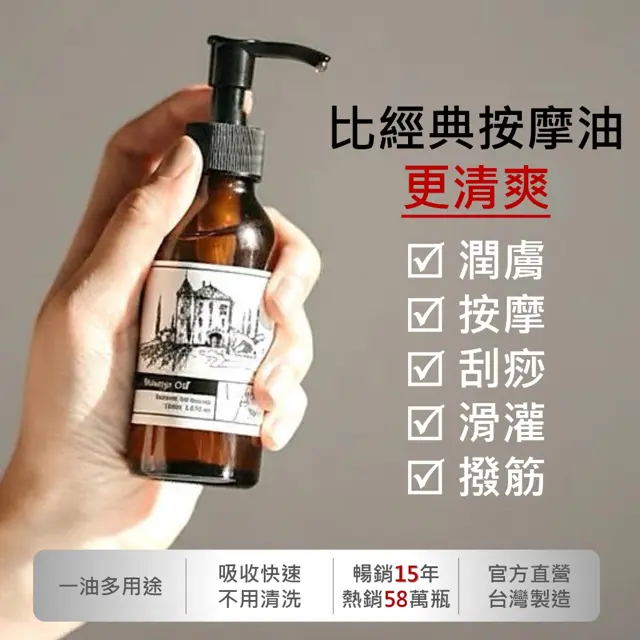 比經典按摩油
更清爽
☑ 潤膚
☑ 按摩
☑ 刮痧
☑ 滑灌
☑ 撥筋
一油多用途
吸收快速
不用清洗
暢銷15年
熱銷58萬瓶
官方直營
台灣製造